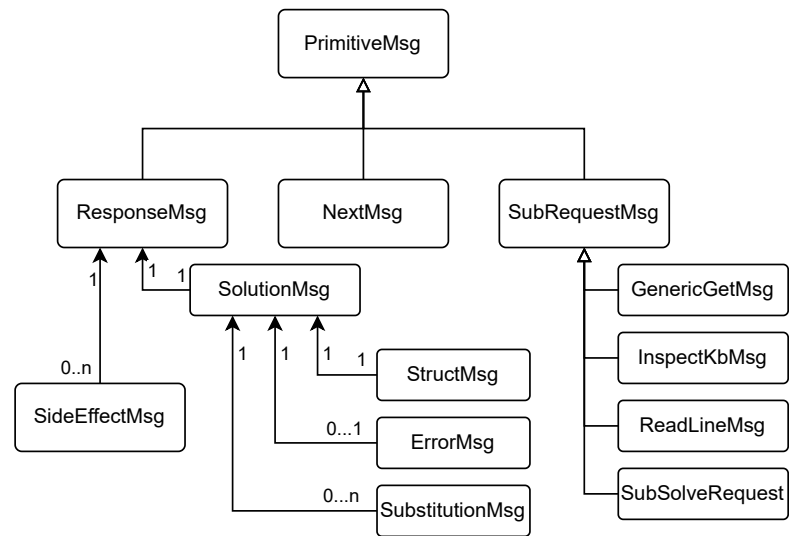 PrimitiveMsg
ResponseMsg
NextMsg
SubRequestMsg
1
1
1
SolutionMsg
GenericGetMsg
1
1
1
1
StructMsg
InspectKbMsg
0..n
SideEffectMsg
0...1
ErrorMsg
ReadLineMsg
0...n
SubstitutionMsg
SubSolveRequest